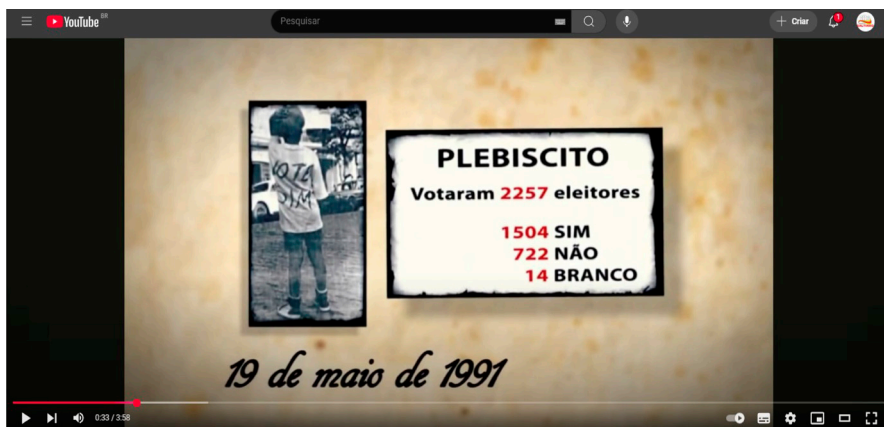 YouTube BR
Pesquisar
Criar
1
VOTA
SIM
PLEBISCITO
Votaram 2257 eleitores
1504 SIM
722 NÃO
14 BRANCO
19 de maio de 1991
0:33 / 3:58